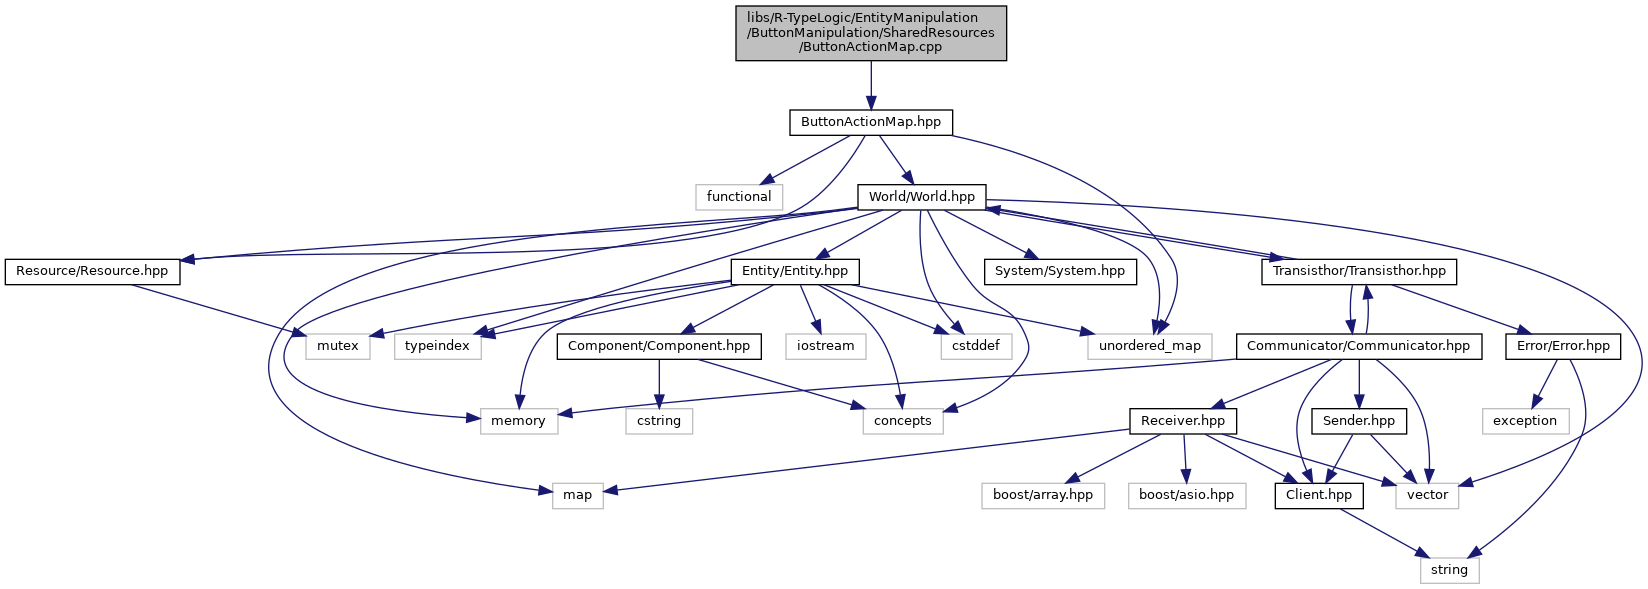 libs/R-TypeLogic/EntityManipulation
/ButtonManipulation/SharedResources
/ButtonActionMap.cpp
ButtonActionMap.hpp
functional
World/World.hpp
Resource/Resource.hpp
Entity/Entity.hpp
System/System.hpp
Transisthor/Transisthor.hpp
mutex
typeindex
Component/Component.hpp
iostream
cstddef
unordered_map
Communicator/Communicator.hpp
Error/Error.hpp
memory
cstring
concepts
Receiver.hpp
Sender.hpp
exception
map
boost/array.hpp
boost/asio.hpp
Client.hpp
vector
string